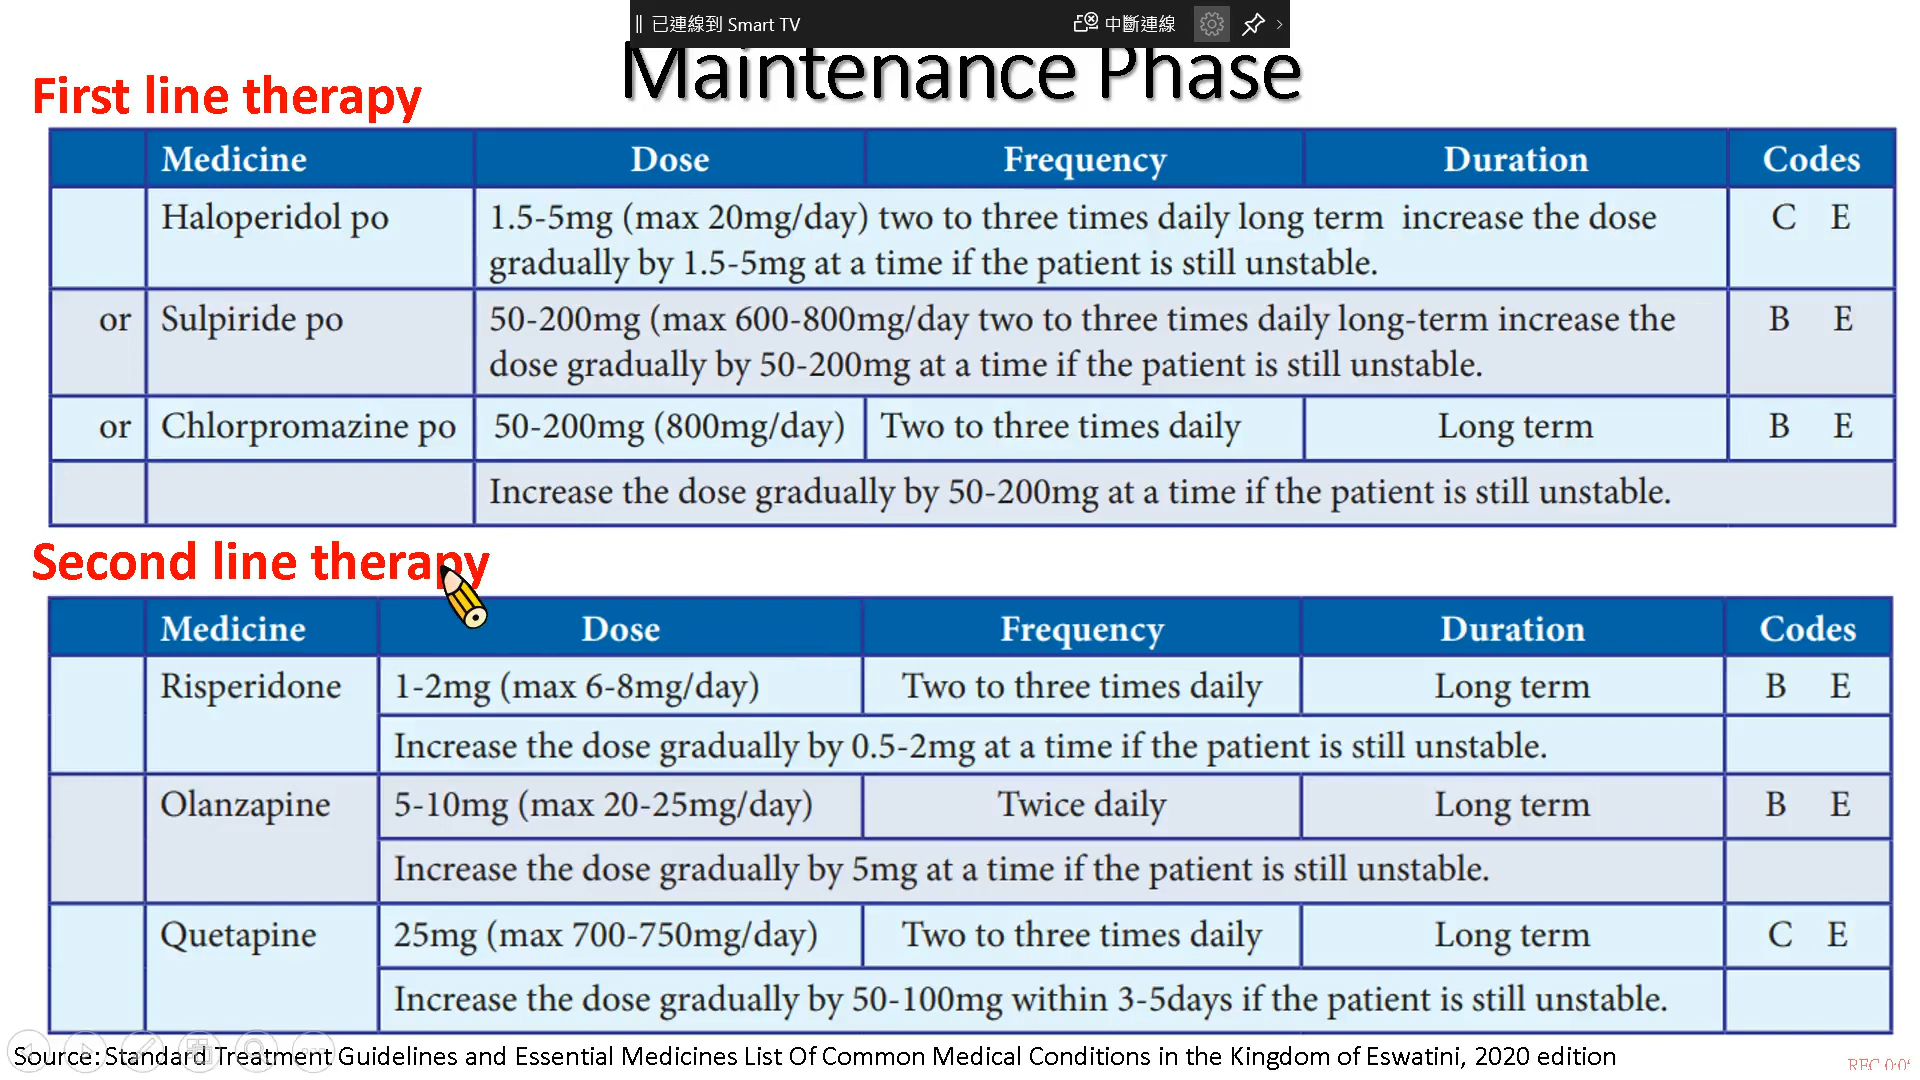 已連線到 Smart TV 中斷連線
Maintenance Phase
First line therapy
Medicine Dose Frequency Duration Codes
Haloperidol po 1.5-5mg (max 20mg/day) two to three times daily long term increase the dose C E
gradually by 1.5-5mg at a time if the patient is still unstable.
or Sulpiride po 50-200mg (max 600-800mg/day two to three times daily long-term increase the B E
dose gradually by 50-200mg at a time if the patient is still unstable.
or Chlorpromazine po 50-200mg (800mg/day) Two to three times daily Long term B E
Increase the dose gradually by 50-200mg at a time if the patient is still unstable.
Second line therapy
Medicine Dose Frequency Duration Codes
Risperidone 1-2mg (max 6-8mg/day) Two to three times daily Long term B E
Increase the dose gradually by 0.5-2mg at a time if the patient is still unstable.
Olanzapine 5-10mg (max 20-25mg/day) Twice daily Long term B E
Increase the dose gradually by 5mg at a time if the patient is still unstable.
Quetapine 25mg (max 700-750mg/day) Two to three times daily Long term C E
Increase the dose gradually by 50-100mg within 3-5days if the patient is still unstable.
Source: Standard Treatment Guidelines and Essential Medicines List Of Common Medical Conditions in the Kingdom of Eswatini, 2020 edition
REC